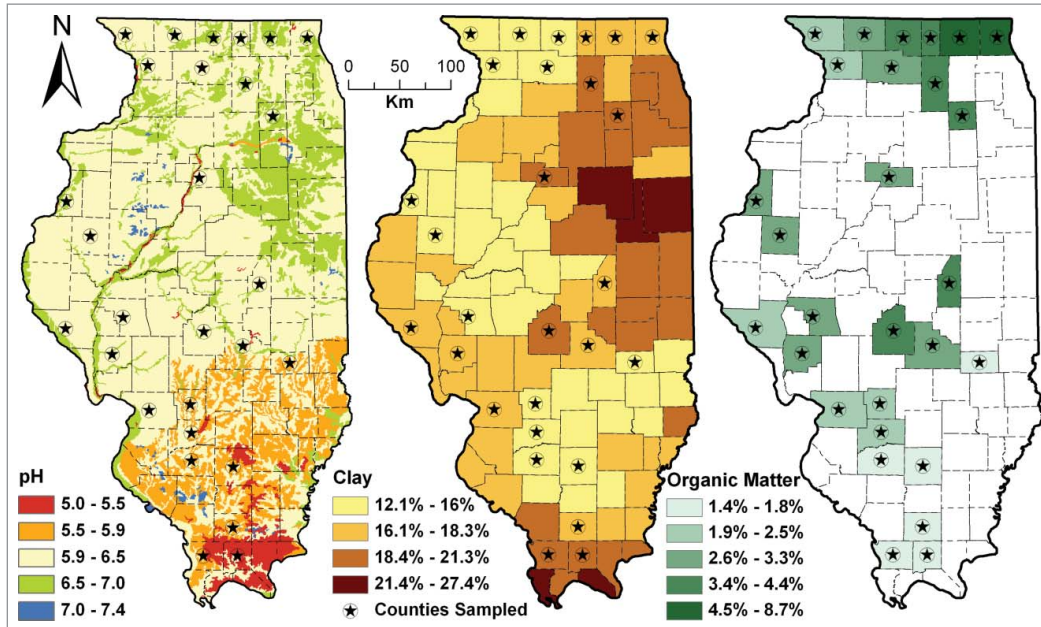 N
0 60 100
Km
pH
5.0 - 5.5
5.5 - 5.9
5.9 - 6.5
6.5 - 7.0
7.0 - 7.4
Clay
12.1% - 16%
16.1% - 18.3%
18.4% - 21.3%
21.4% - 27.4%
Counties Sampled
Organic Matter
1.4% - 1.8%
1.9% - 2.5%
2.6% - 3.3%
3.4% - 4.4%
4.5% - 8.7%